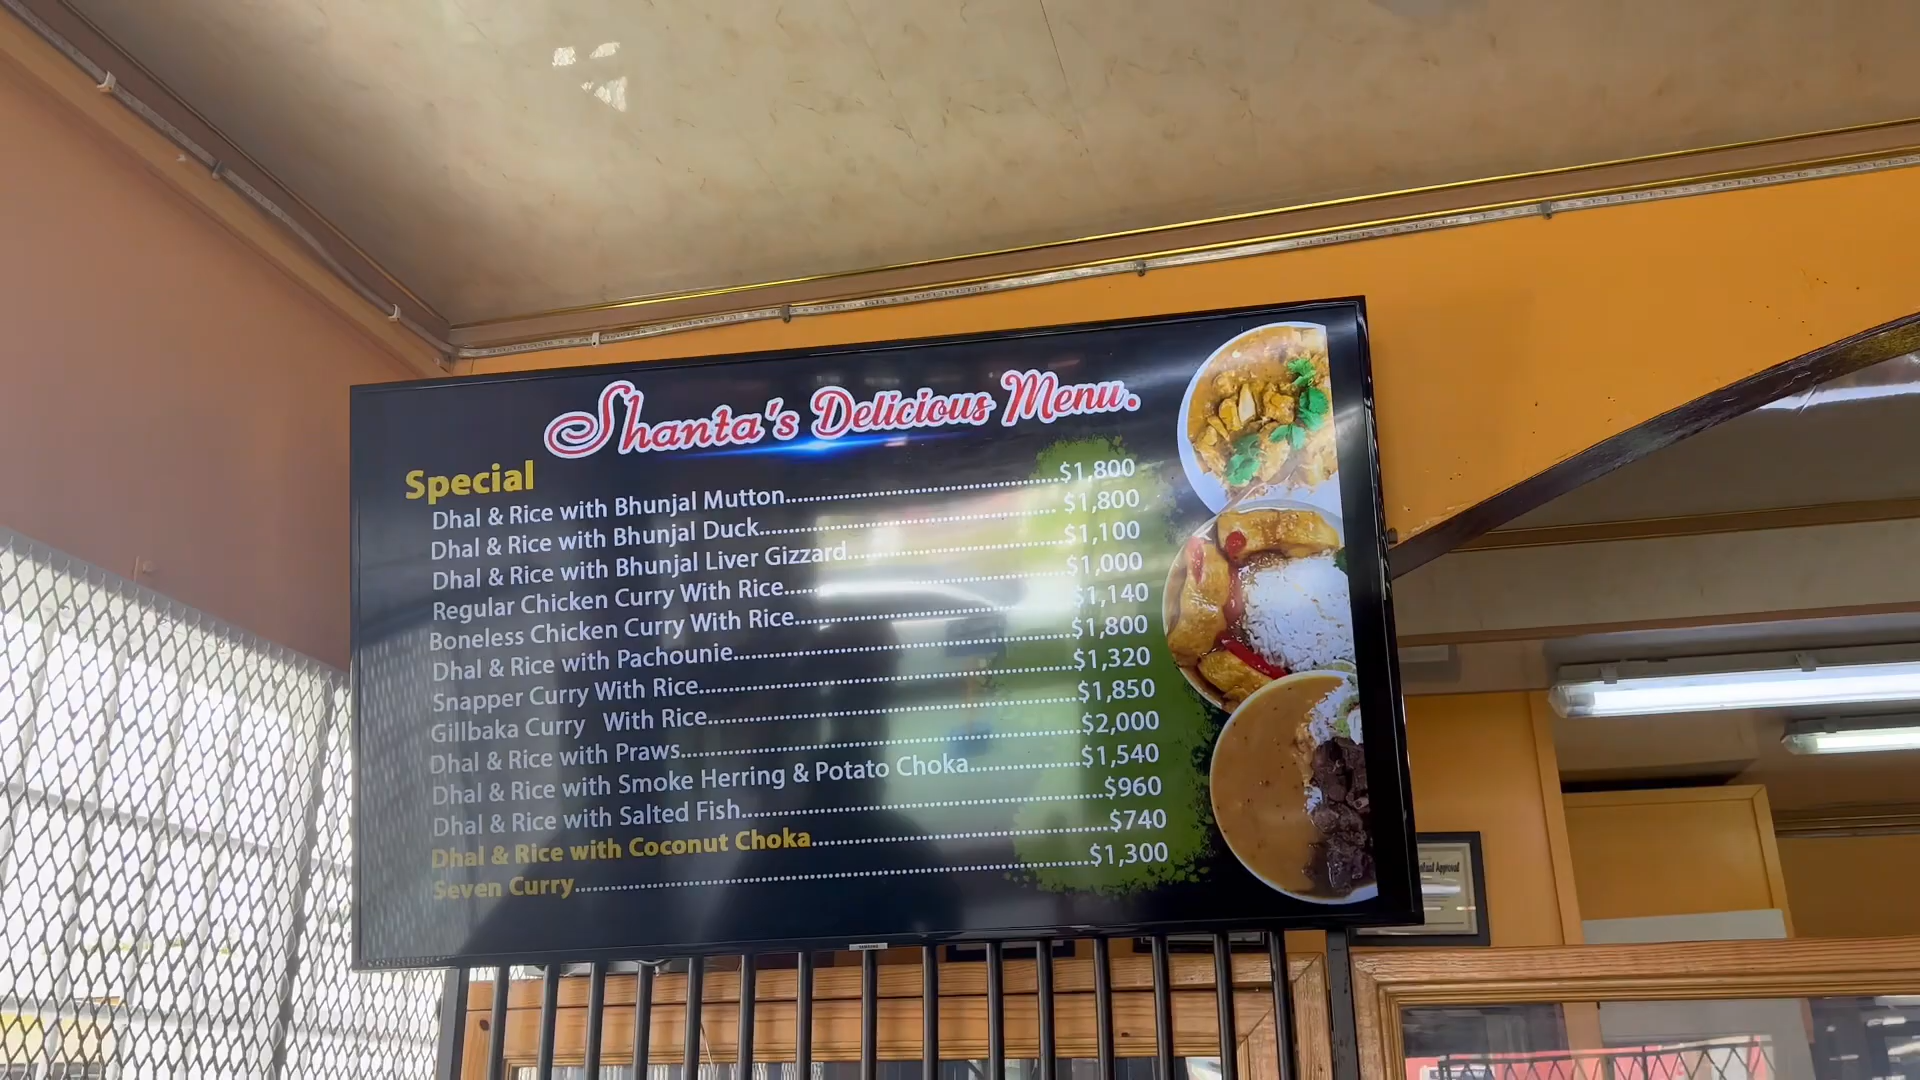 Shanta's Delicious Menu.
Special
Dhal & Rice with Bhunjal Mutton....................$1,800
Dhal & Rice with Bhunjal Duck....................$1,800
Dhal & Rice with Bhunjal Liver Gizzard....................$1,100
Regular Chicken Curry With Rice....................$1,000
Boneless Chicken Curry With Rice....................$1,140
Dhal & Rice with Pachounie....................$1,800
Snapper Curry With Rice....................$1,320
Gillbaka Curry With Rice....................$1,850
Dhal & Rice with Praws....................$2,000
Dhal & Rice with Smoke Herring & Potato Choka....................$1,540
Dhal & Rice with Salted Fish....................$960
Dhal & Rice with Coconut Choka....................$740
Seven Curry....................$1,300
SAMSUNG
Approval